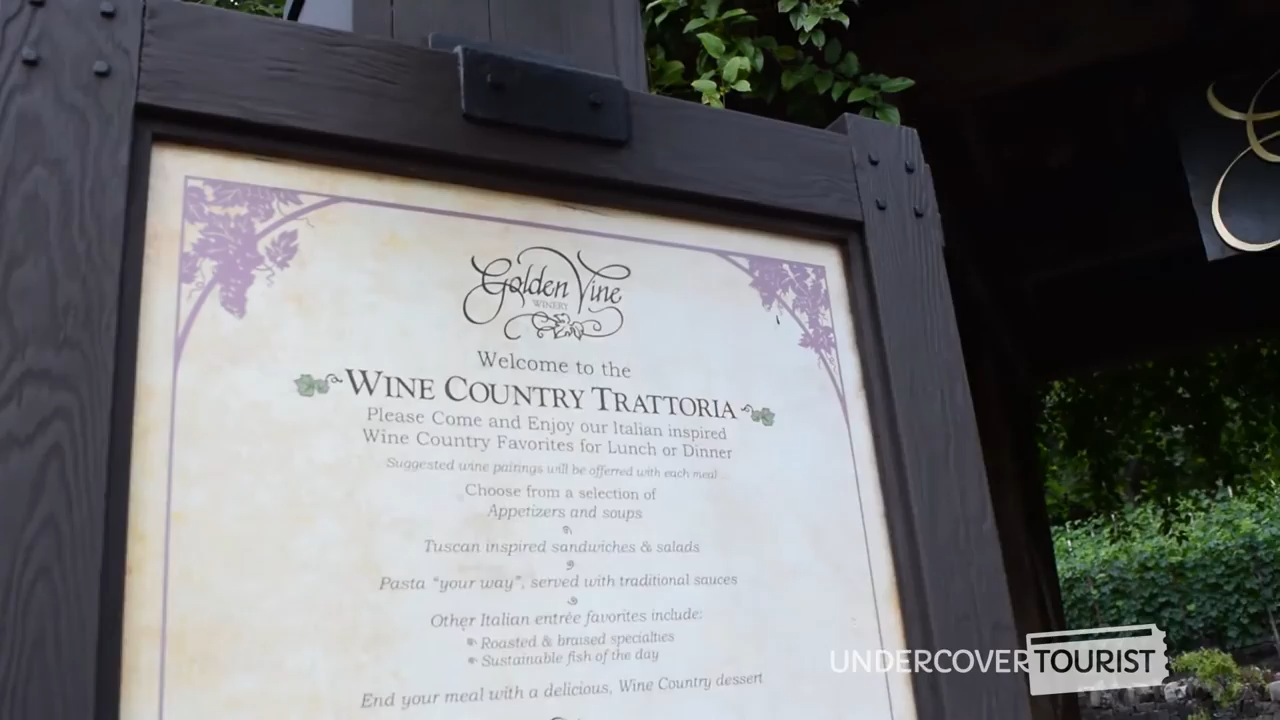 Golden Vine
WINERY
Welcome to the
WINE COUNTRY TRATTORIA
Please Come and Enjoy our Italian inspired
Wine Country Favorites for Lunch or Dinner
Suggested wine pairings will be offerred with each meal...
Choose from a selection of
Appetizers and soups
Tuscan inspired sandwiches & salads
Pasta "your way", served with traditional sauces
Other Italian entrée favorites include:
Roasted & braised specialties
Sustainable fish of the day
End your meal with a delicious, Wine Country dessert
UNDERCOVERTOURIST